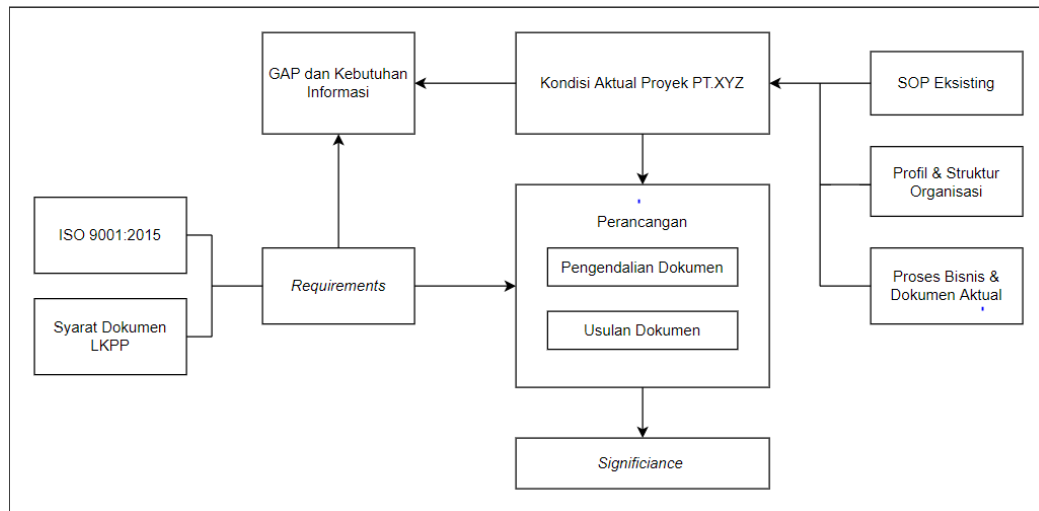 GAP dan Kebutuhan
Informasi
Kondisi Aktual Proyek PT.XYZ
SOP Eksisting
Profil & Struktur
Organisasi
ISO 9001:2015
Perancangan
Requirements
Pengendalian Dokumen
Proses Bisnis &
Dokumen Aktual
Syarat Dokumen
LKPP
Usulan Dokumen
Significiance